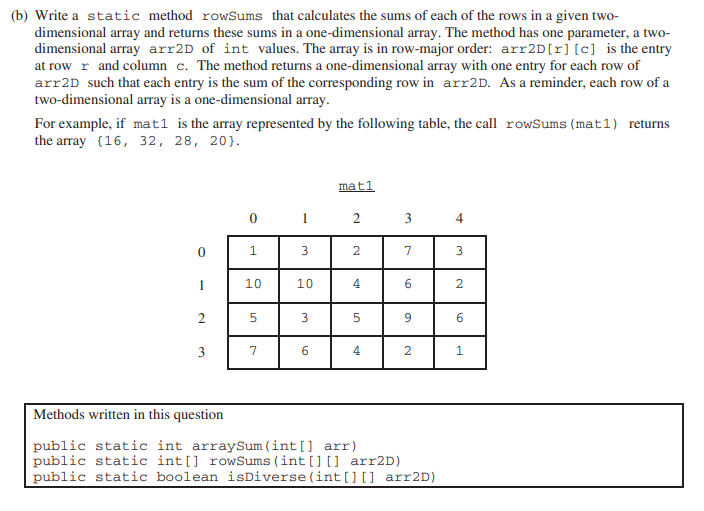 (b) Write a static method rowSums that calculates the sums of each of the rows in a given two-
dimensional array and returns these sums in a one-dimensional array. The method has one parameter, a two-
dimensional array arr2D of int values. The array is in row-major order: arr2D[r][c] is the entry
at row r and column c. The method returns a one-dimensional array with one entry for each row of
arr2D such that each entry is the sum of the corresponding row in arr2D. As a reminder, each row of a
two-dimensional array is a one-dimensional array.
For example, if mat1 is the array represented by the following table, the call rowSums(mat1) returns
the array {16, 32, 28, 20}.
mat1
0 1 2 3 4
0 1 3 2 7 3
1 10 10 4 6 2
2 5 3 5 9 6
3 7 6 4 2 1
Methods written in this question
public static int arraySum(int[] arr)
public static int[] rowSums(int[][] arr2D)
public static boolean isDiverse(int[][] arr2D)